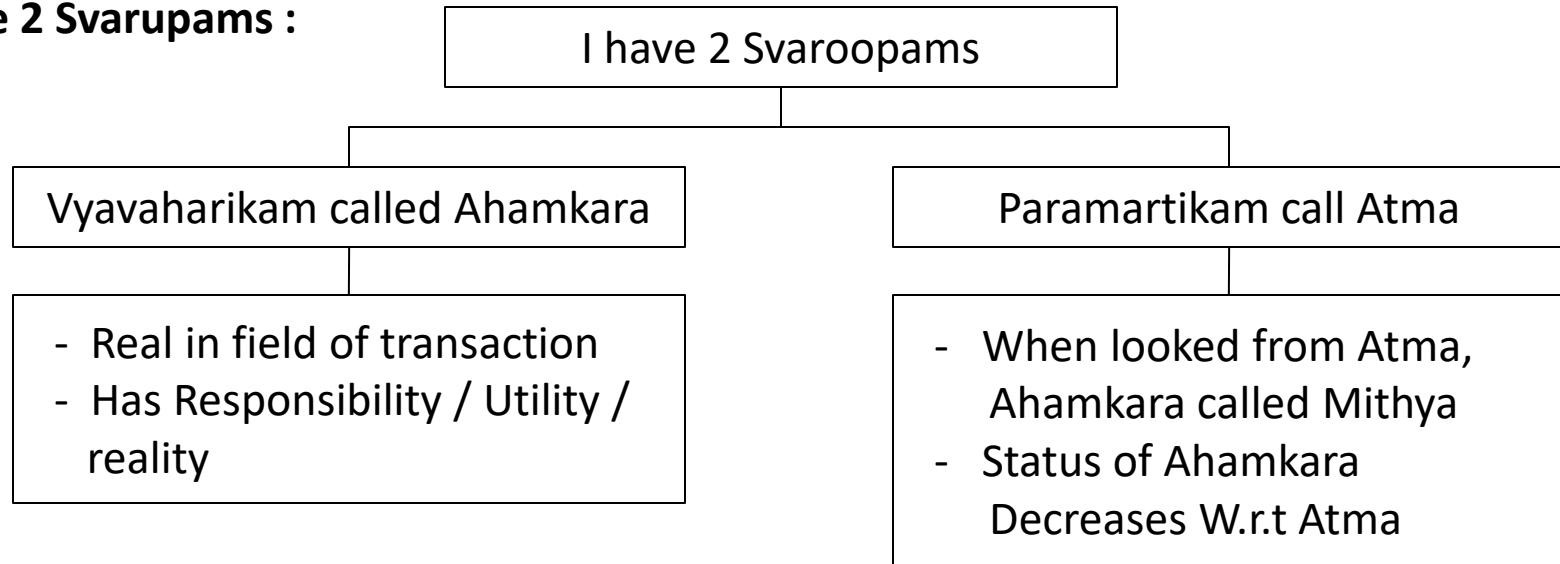 2 Svarupams :
I have 2 Svaroopams
Vyavaharikam called Ahamkara
Paramartikam call Atma
- Real in field of transaction
- Has Responsibility / Utility /
reality
- When looked from Atma,
Ahamkara called Mithya
- Status of Ahamkara
Decreases W.r.t Atma